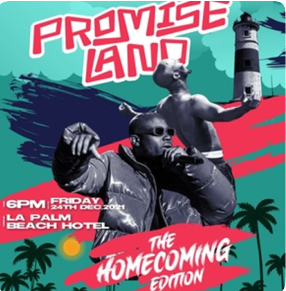 PROMISE
LAND
6PM
FRIDAY
24TH DEC 2021
LA PALM
BEACH HOTEL
THE
HOMECOMING
EDITION